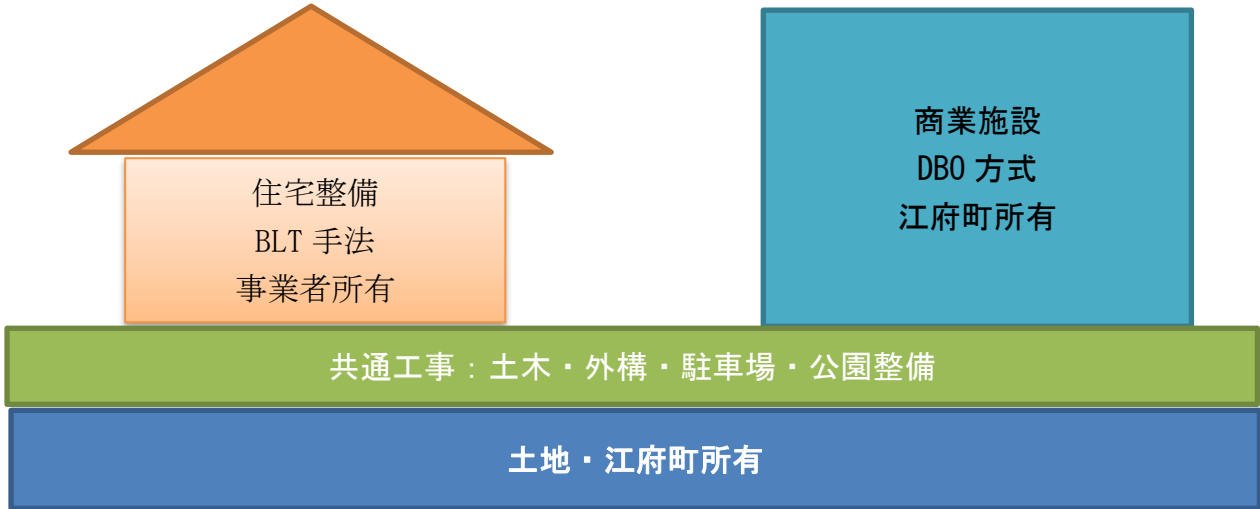 住宅整備
BLT 手法
事業者所有
商業施設
DBO 方式
江府町所有
共通工事：土木・外構・駐車場・公園整備
土地・江府町所有